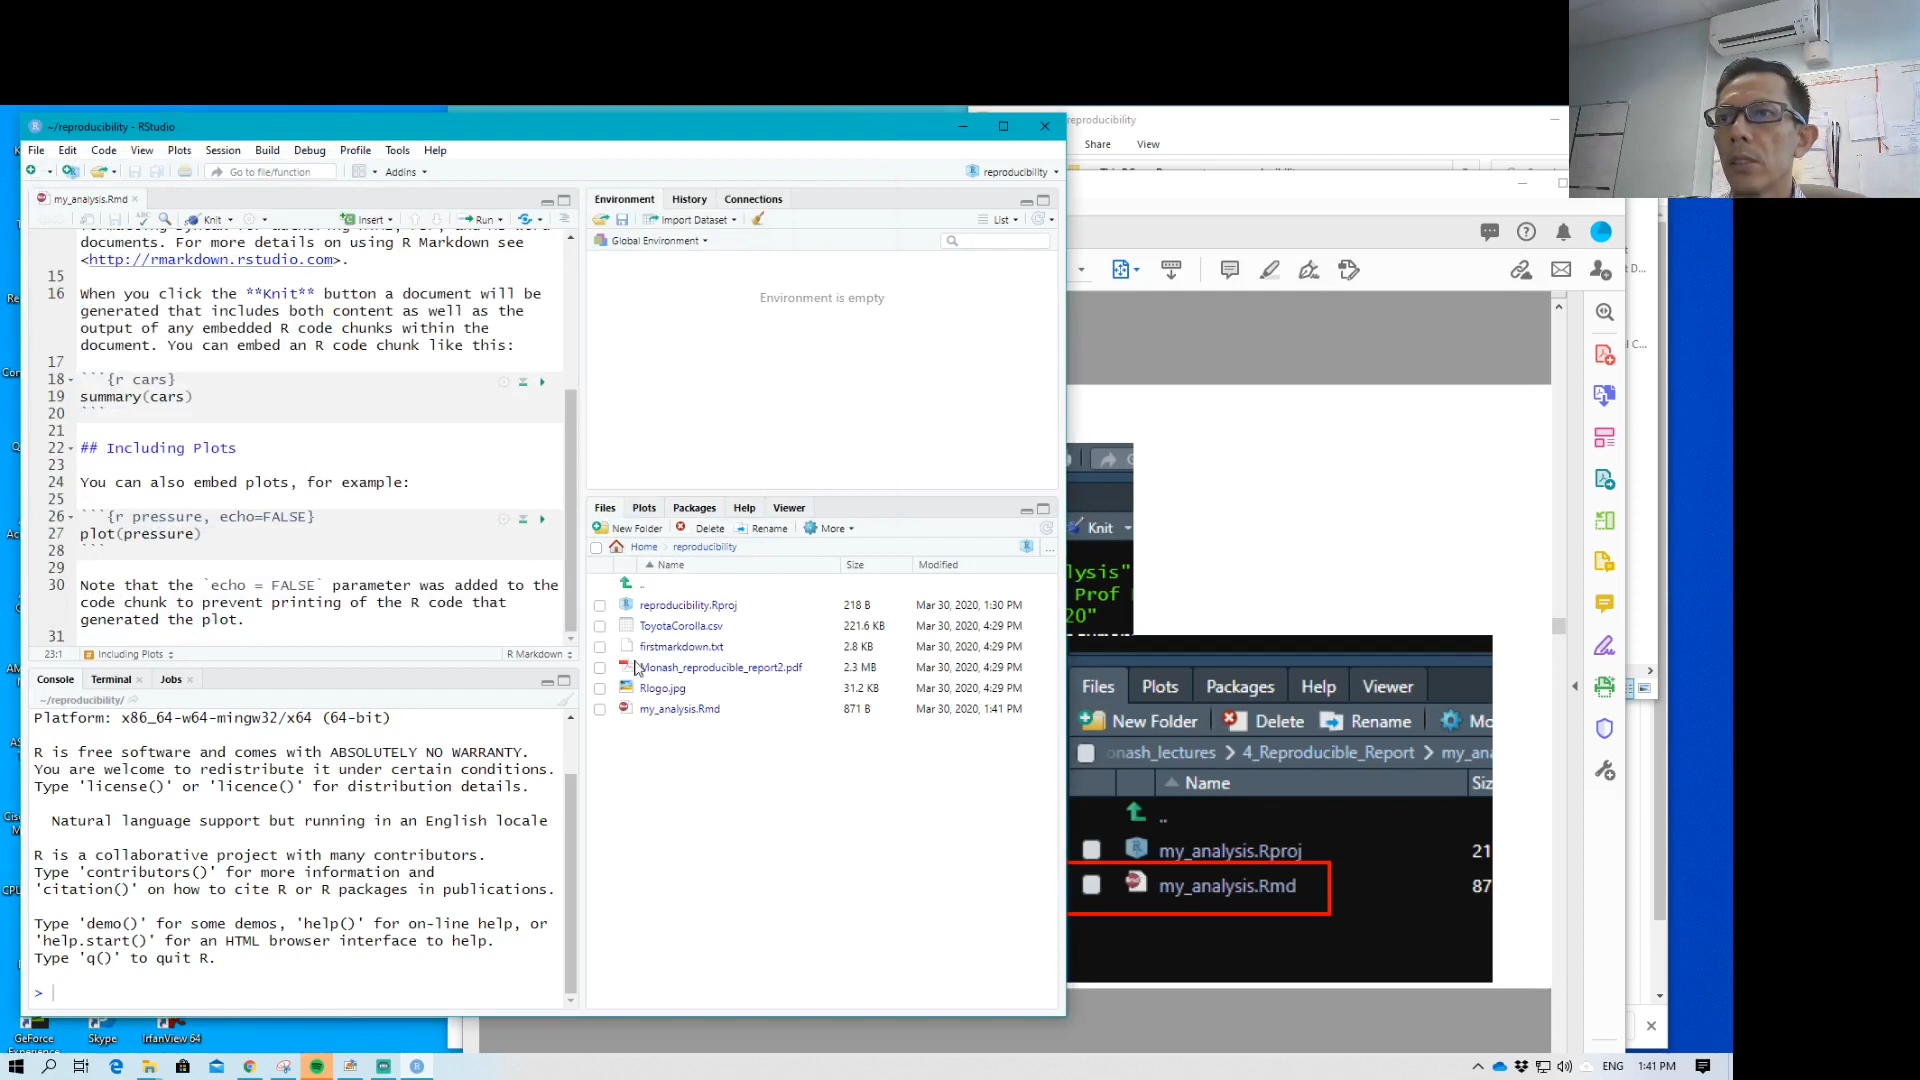 ~/reproducibility - RStudio
File Edit Code View Plots Session Build Debug Profile Tools Help
Go to file/function
Addins
reproducibility
my_analysis.Rmd
Knit
Insert
Run
documents. For more details on using R Markdown see
<http://rmarkdown.rstudio.com>.
15
16 When you click the **Knit** button a document will be
generated that includes both content as well as the
output of any embedded R code chunks within the
document. You can embed an R code chunk like this:
17
18 ```{r cars}
19 summary(cars)
20 ```
21
22 ## Including Plots
23
24 You can also embed plots, for example:
25
26 ```{r pressure, echo=FALSE}
27 plot(pressure)
28 ```
29
30 Note that the `echo = FALSE` parameter was added to the
code chunk to prevent printing of the R code that
generated the plot.
31
23:1 Including Plots R Markdown
Console Terminal Jobs
~/reproducibility/
Platform: x86_64-w64-mingw32/x64 (64-bit)
R is free software and comes with ABSOLUTELY NO WARRANTY.
You are welcome to redistribute it under certain conditions.
Type 'license()' or 'licence()' for distribution details.
Natural language support but running in an English locale
R is a collaborative project with many contributors.
Type 'contributors()' for more information and
'citation()' on how to cite R or R packages in publications.
Type 'demo()' for some demos, 'help()' for on-line help, or
'help.start()' for an HTML browser interface to help.
Type 'q()' to quit R.
>
Environment History Connections
Import Dataset
List
Global Environment
Environment is empty
Files Plots Packages Help Viewer
New Folder Delete Rename More
Home reproducibility
Name Size Modified
..
reproducibility.Rproj 218 B Mar 30, 2020, 1:30 PM
ToyotaCorolla.csv 221.6 KB Mar 30, 2020, 4:29 PM
firstmarkdown.txt 2.8 KB Mar 30, 2020, 4:29 PM
Monash_reproducible_report2.pdf 2.3 MB Mar 30, 2020, 4:29 PM
Rlogo.jpg 31.2 KB Mar 30, 2020, 4:29 PM
my_analysis.Rmd 871 B Mar 30, 2020, 1:41 PM
reproducibility
Share View
Knit
lysis"
Prof
20"
Files Plots Packages Help Viewer
New Folder Delete Rename Mo
onash_lectures > 4_Reproducible_Report > my_ana
Name Siz
..
my_analysis.Rproj 21
my_analysis.Rmd 87
GeForce
Experience
Skype
IrfanView 64
ENG 1:41 PM